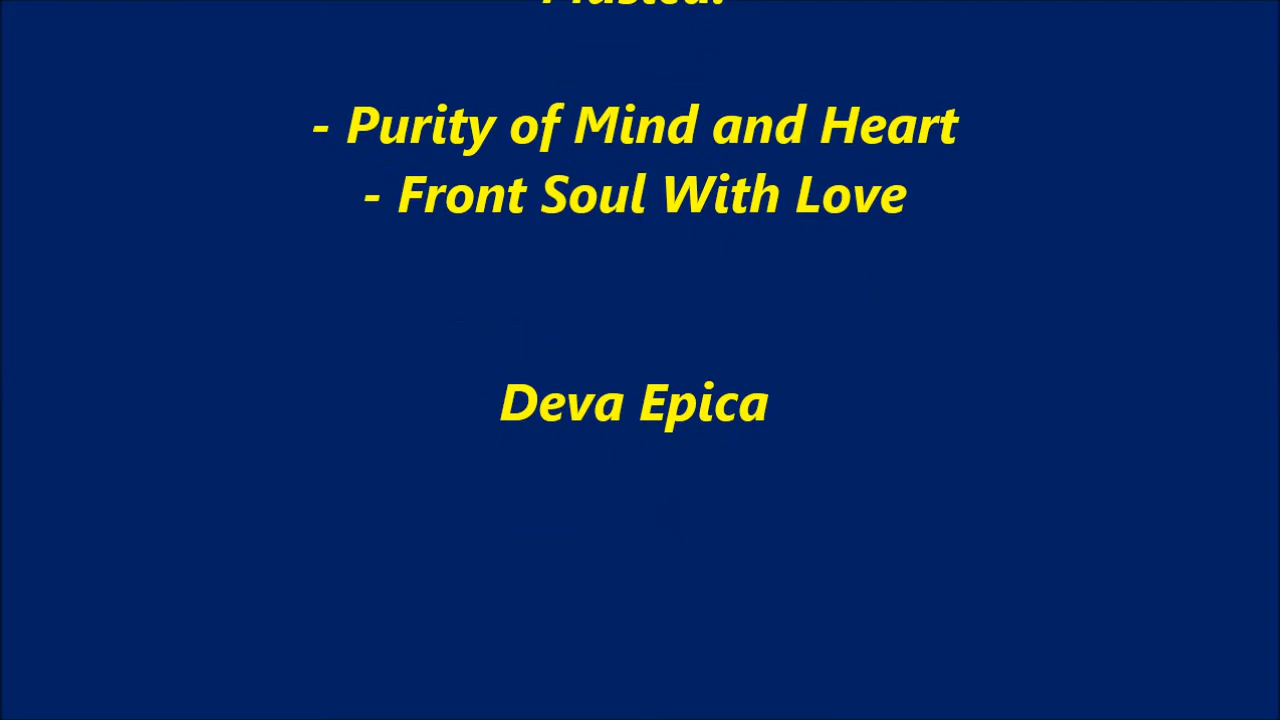 - Purity of Mind and Heart
- Front Soul With Love
Deva Epica